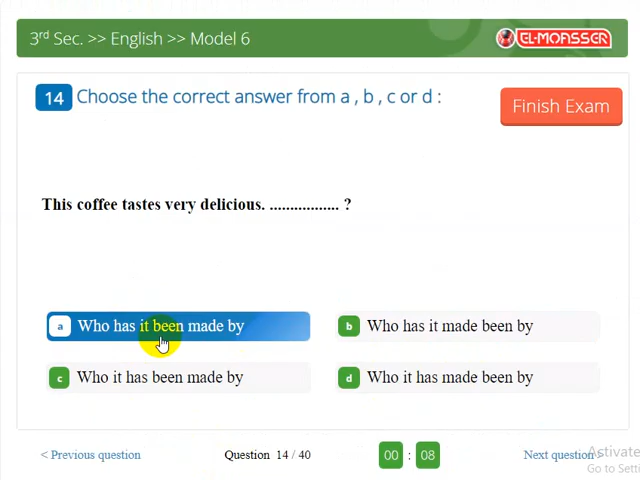 3rd Sec. >> English >> Model 6
EL-MOASSER
14 Choose the correct answer from a , b , c or d :
Finish Exam
This coffee tastes very delicious. ................. ?
a Who has it been made by
b Who has it made been by
c Who it has been made by
d Who it has made been by
< Previous question
Question 14 / 40
00 : 08
Next question >
Activate
Go to Sett